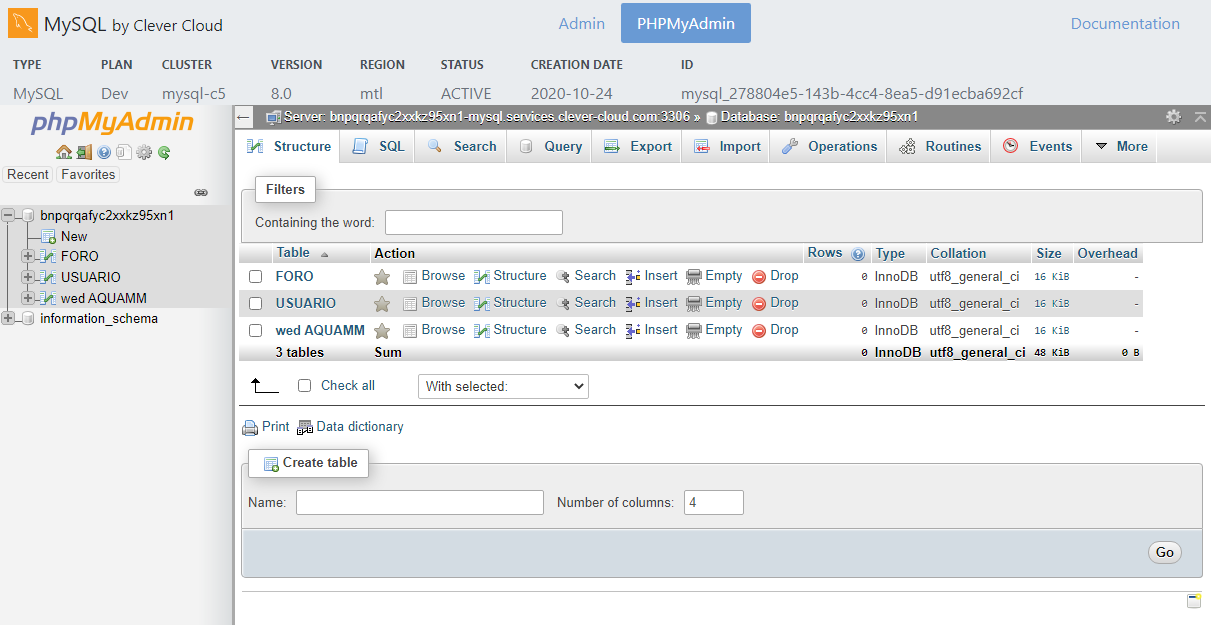 MySQL by Clever Cloud Admin PHPMyAdmin Documentation
TYPE PLAN CLUSTER VERSION REGION STATUS CREATION DATE ID
MySQL Dev mysql-c5 8.0 mtl ACTIVE 2020-10-24 mysql_278804e5-143b-4cc4-8ea5-d91ecba692cf
phpMyAdmin
Recent Favorites
bnpqrqafyc2xxkz95xn1
New
FORO
USUARIO
wed AQUAMM
information_schema
Server: bnpqrqafyc2xxkz95xn1-mysql.services.clever-cloud.com:3306 » Database: bnpqrqafyc2xxkz95xn1
Structure SQL Search Query Export Import Operations Routines Events More
Filters
Containing the word:
Table Action Rows Type Collation Size Overhead
FORO Browse Structure Search Insert Empty Drop 0 InnoDB utf8_general_ci 16 KiB -
USUARIO Browse Structure Search Insert Empty Drop 0 InnoDB utf8_general_ci 16 KiB -
wed AQUAMM Browse Structure Search Insert Empty Drop 0 InnoDB utf8_general_ci 16 KiB -
3 tables Sum 0 InnoDB utf8_general_ci 48 KiB 0 B
Check all With selected:
Print Data dictionary
Create table
Name: Number of columns: 4
Go